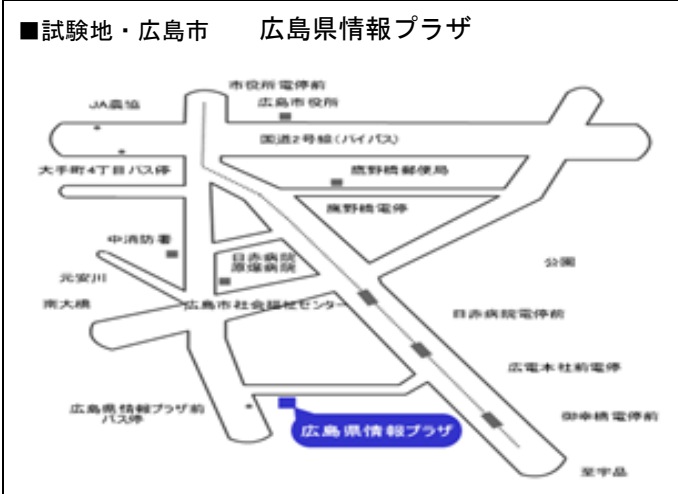 ■試験地・広島市　　広島県情報プラザ
市役所電停前
JA農協
広島市役所
国道2号線(バイパス)
大手町4丁目バス停
鷹野橋郵便局
鷹野橋電停
中消防署
日赤病院
原爆病院
公園
元安川
南大橋
広島市社会福祉センター
日赤病院電停前
広電本社前電停
広島県情報プラザ前
バス停
広島県情報プラザ
御幸橋電停前
至宇品